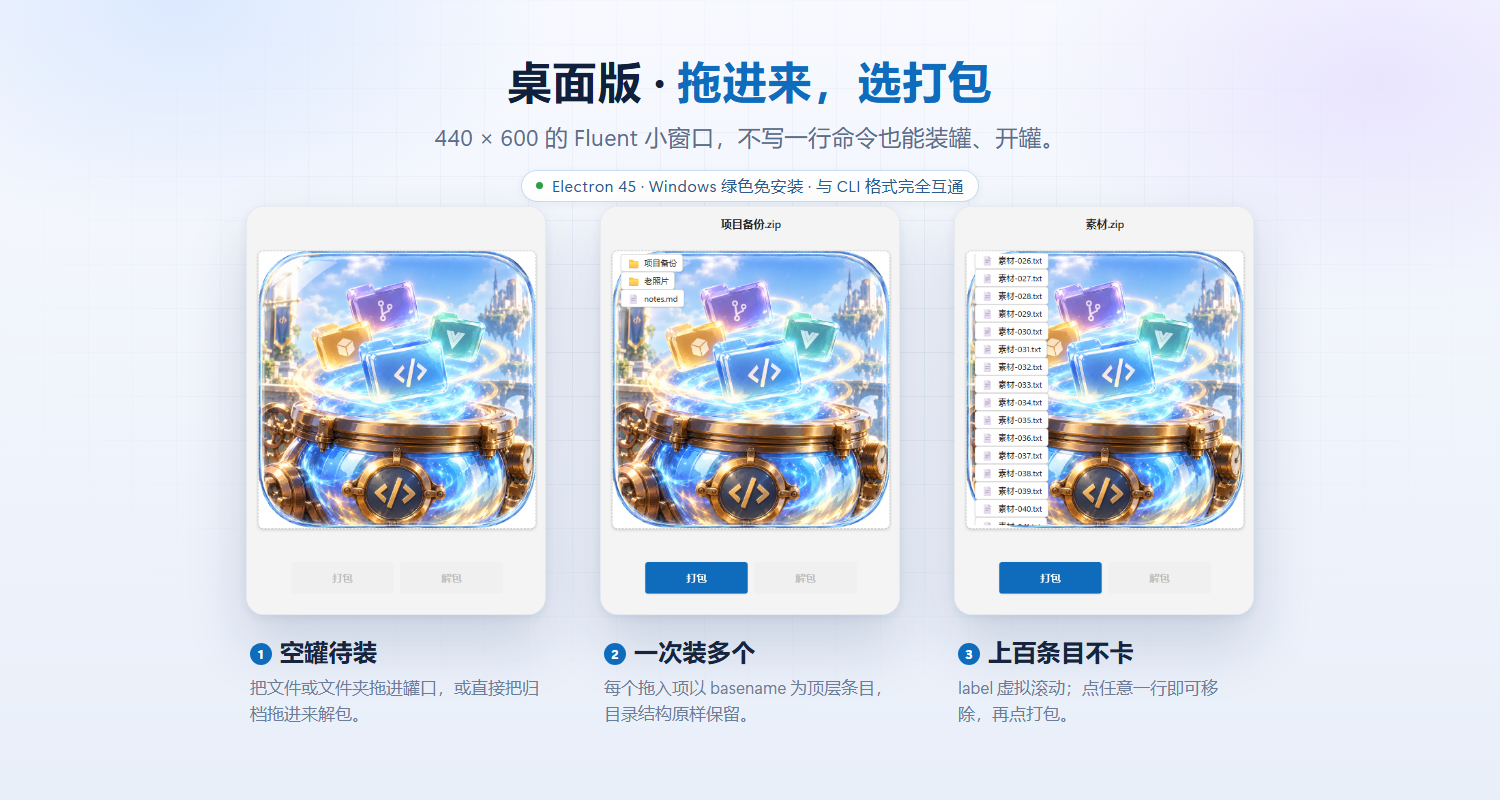 桌面版 · 拖进来，选打包
440 × 600 的 Fluent 小窗口，不写一行命令也能装罐、开罐。
Electron 45 · Windows 绿色免安装 · 与 CLI 格式完全互通
</>
</>
打包
解包
1 空罐待装
把文件或文件夹拖进罐口，或直接把归
档拖进来解包。
项目备份.zip
项目备份
老照片
notes.md
</>
</>
打包
解包
2 一次装多个
每个拖入项以 basename 为顶层条目，
目录结构原样保留。
素材.zip
素材-026.txt
素材-027.txt
素材-028.txt
素材-029.txt
素材-030.txt
素材-031.txt
素材-032.txt
素材-033.txt
素材-034.txt
素材-035.txt
素材-036.txt
素材-037.txt
素材-038.txt
素材-039.txt
素材-040.txt
</>
</>
打包
解包
3 上百条目不卡
label 虚拟滚动；点任意一行即可移
除，再点打包。